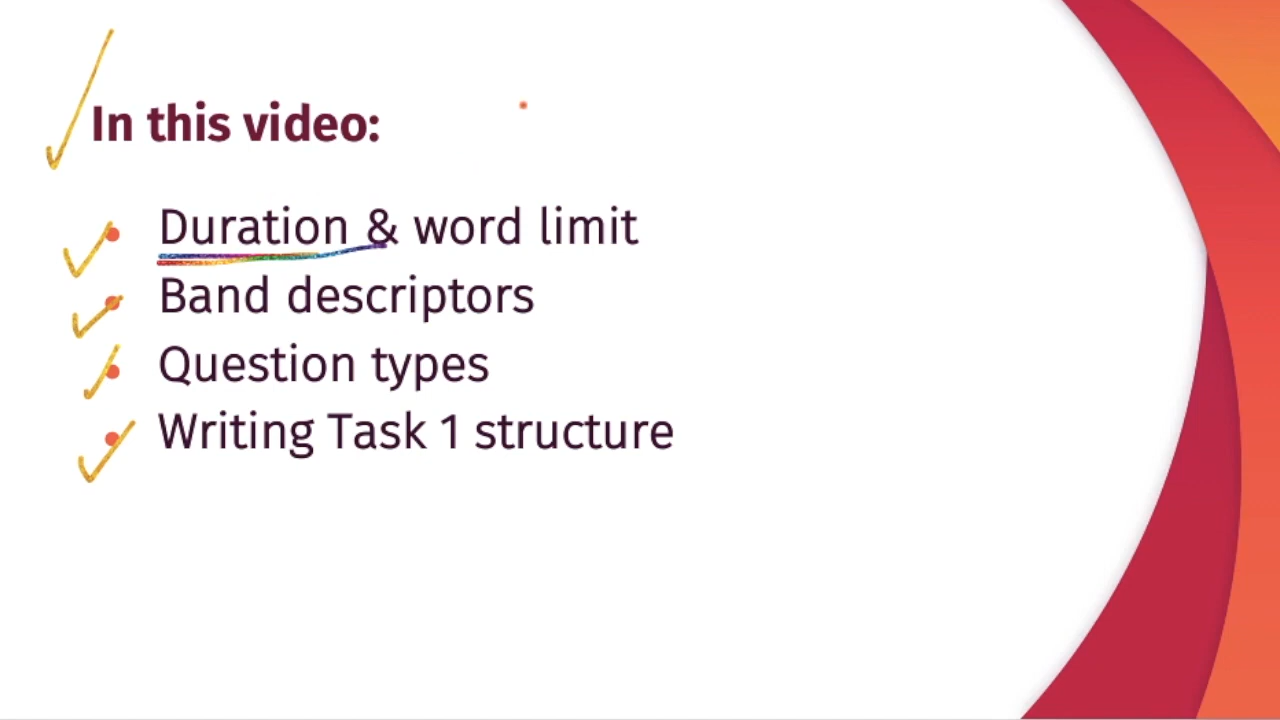 In this video:
Duration & word limit
Band descriptors
Question types
Writing Task 1 structure